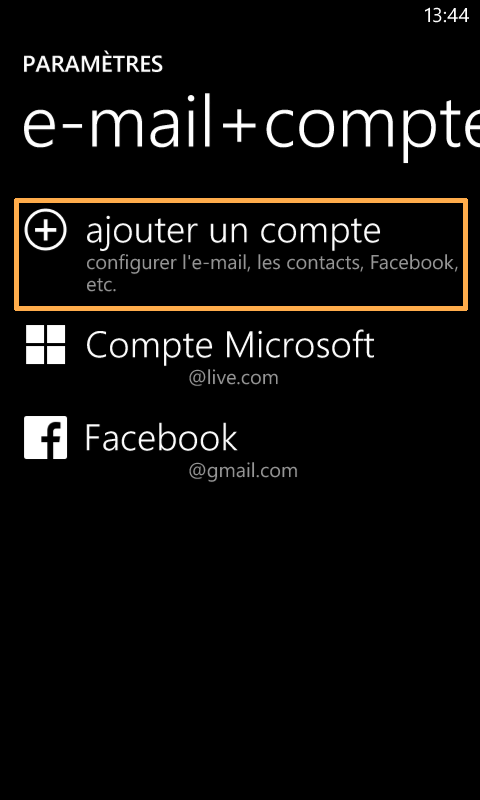 13:44
PARAMÈTRES
e-mail+compte
ajouter un compte
configurer l'e-mail, les contacts, Facebook,
etc.
Compte Microsoft
@live.com
Facebook
@gmail.com